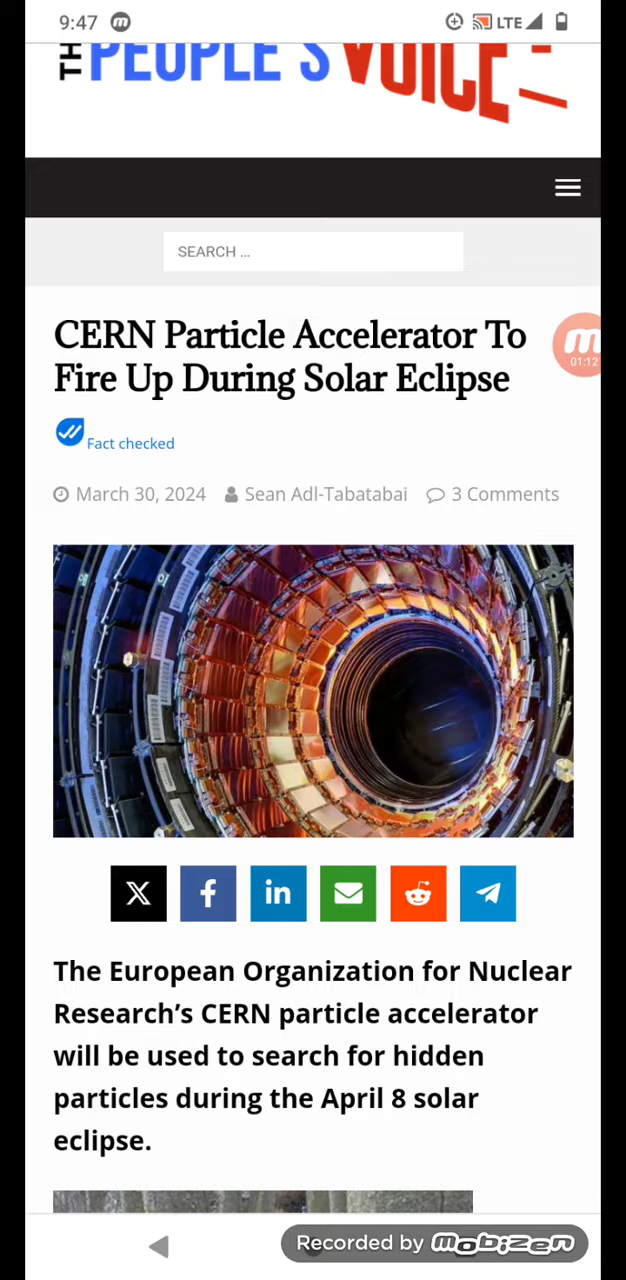 9:47 m LTE
THE PEOPLE'S VOICE
SEARCH ...
CERN Particle Accelerator To
Fire Up During Solar Eclipse
m
01:12
Fact checked
March 30, 2024 Sean Adl-Tabatabai 3 Comments
X f in
The European Organization for Nuclear
Research’s CERN particle accelerator
will be used to search for hidden
particles during the April 8 solar
eclipse.
Recorded by mobizen